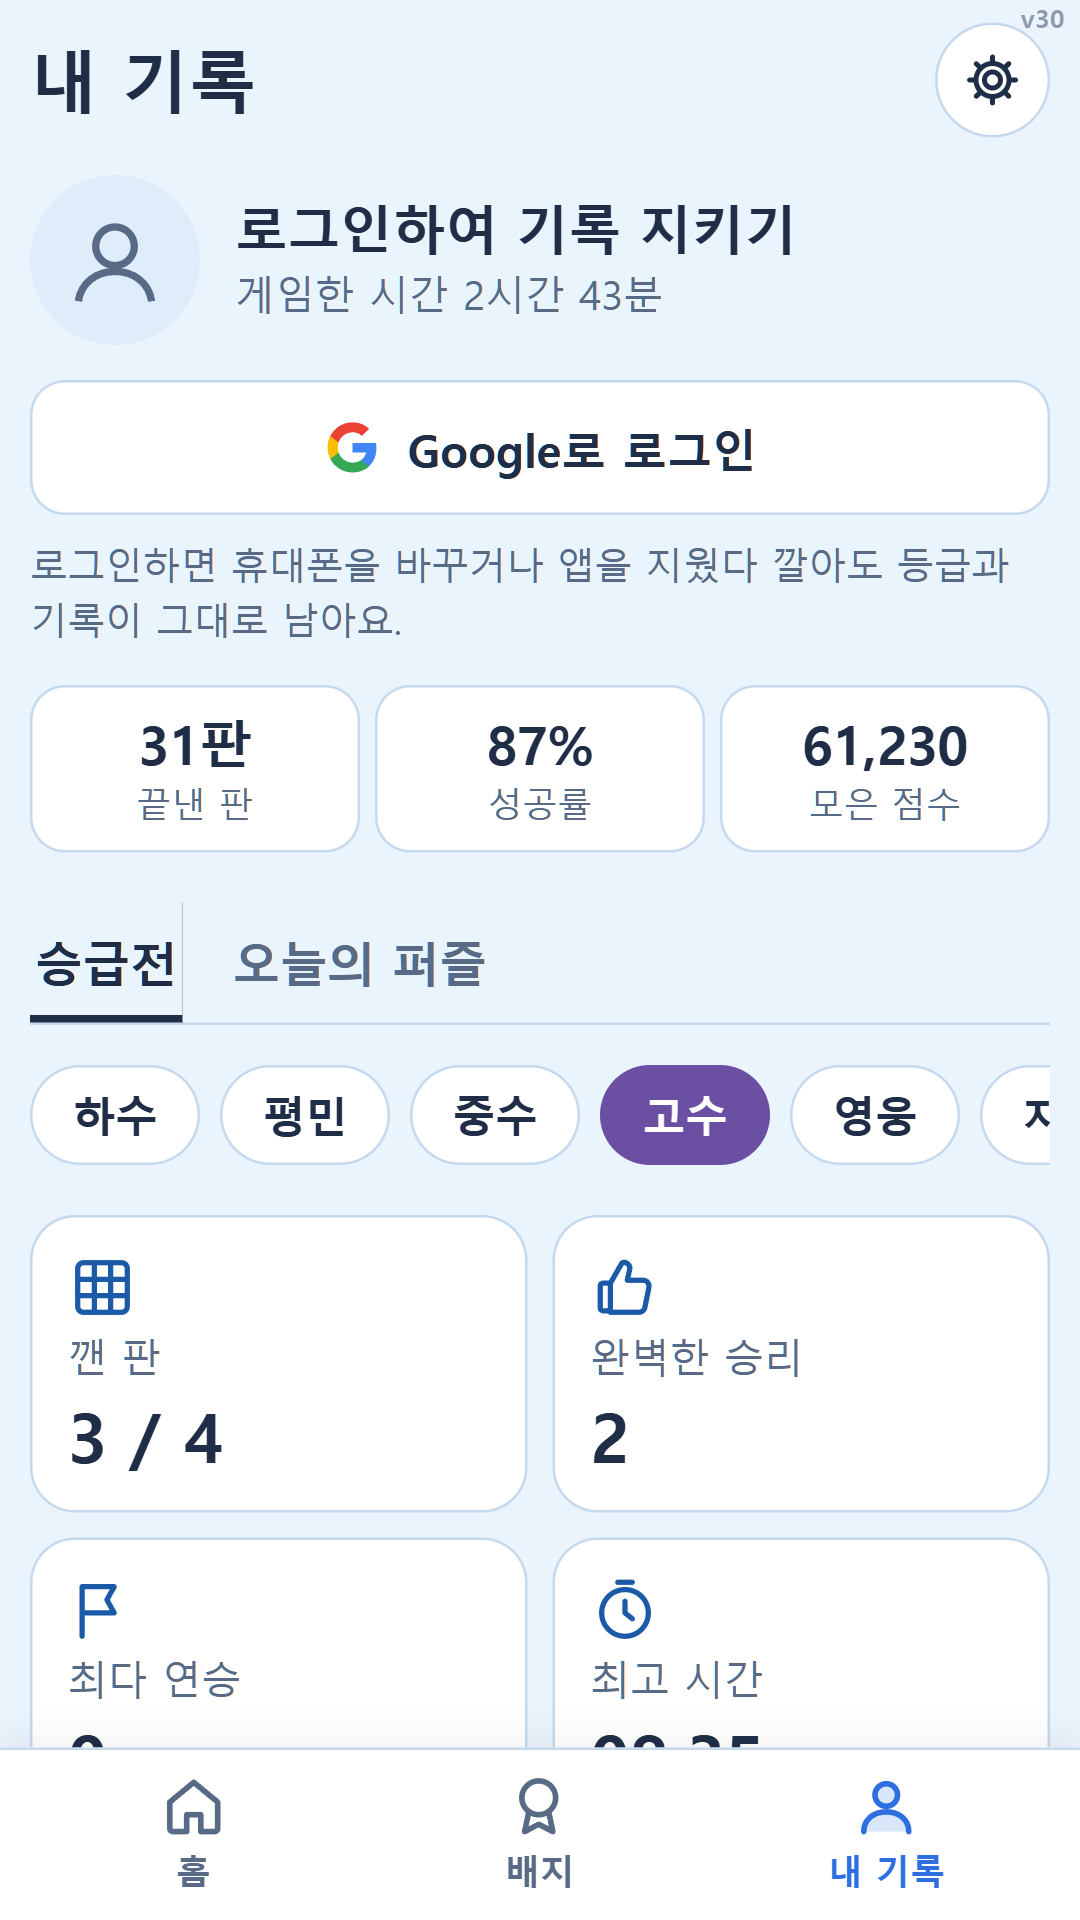 v30
내 기록
로그인하여 기록 지키기
게임한 시간 2시간 43분
Google로 로그인
로그인하면 휴대폰을 바꾸거나 앱을 지웠다 깔아도 등급과
기록이 그대로 남아요.
31판 87% 61,230
끝낸 판 성공률 모은 점수
승급전 오늘의 퍼즐
하수 평민 중수 고수 영웅
깬 판 완벽한 승리
3 / 4 2
최다 연승 최고 시간
홈 배지 내 기록